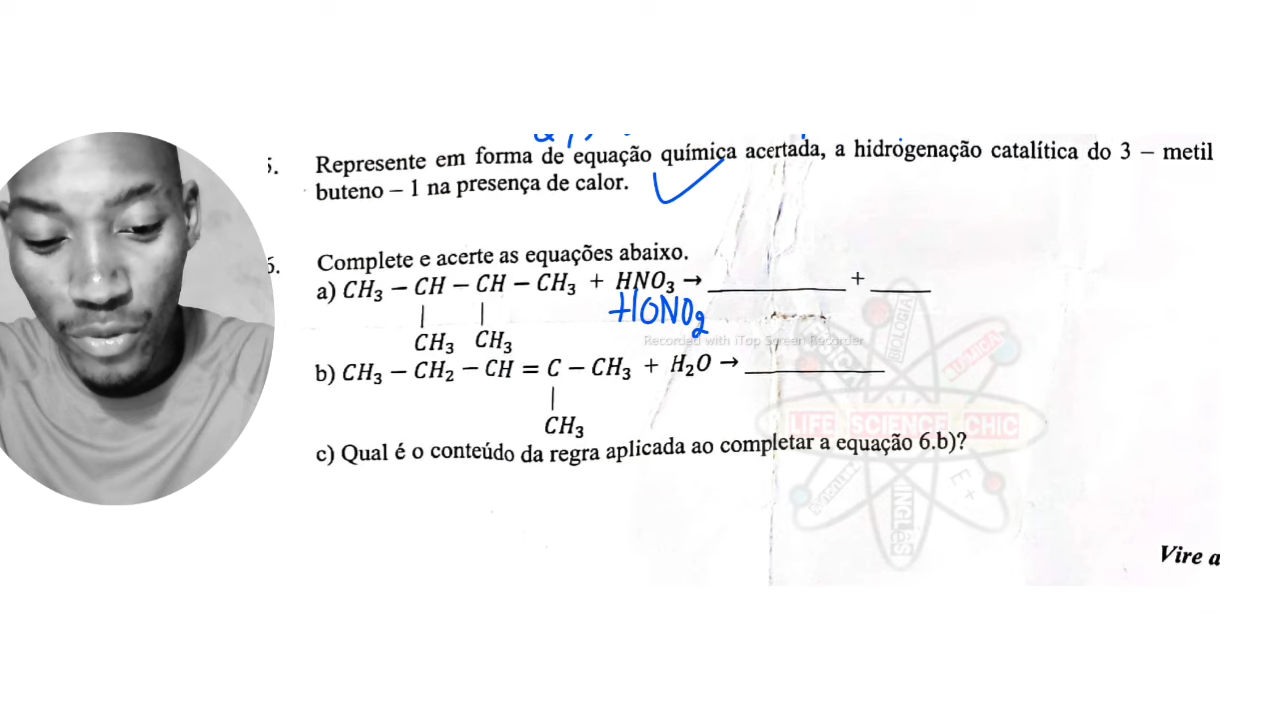 5. Represente em forma de equação química acertada, a hidrogenação catalítica do 3 – metil
buteno – 1 na presença de calor.
6. Complete e acerte as equações abaixo.
a) CH₃ – CH – CH – CH₃ + HNO₃ → __________ + _____
| |
HONO₂
CH₃ CH₃
Recorded with iTop Screen Recorder
b) CH₃ – CH₂ – CH = C – CH₃ + H₂O → __________
|
CH₃
c) Qual é o conteúdo da regra aplicada ao completar a equação 6.b)?
BIOLOGIA
QUÍMICA
LIFE SCIENCE CHIC
INGLÊS
E +
Vire a